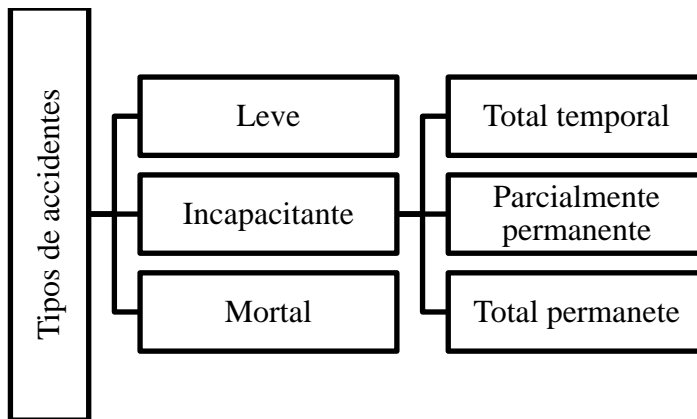 Tipos de accidentes
Leve
Incapacitante
Mortal
Total temporal
Parcialmente
permanente
Total permanete